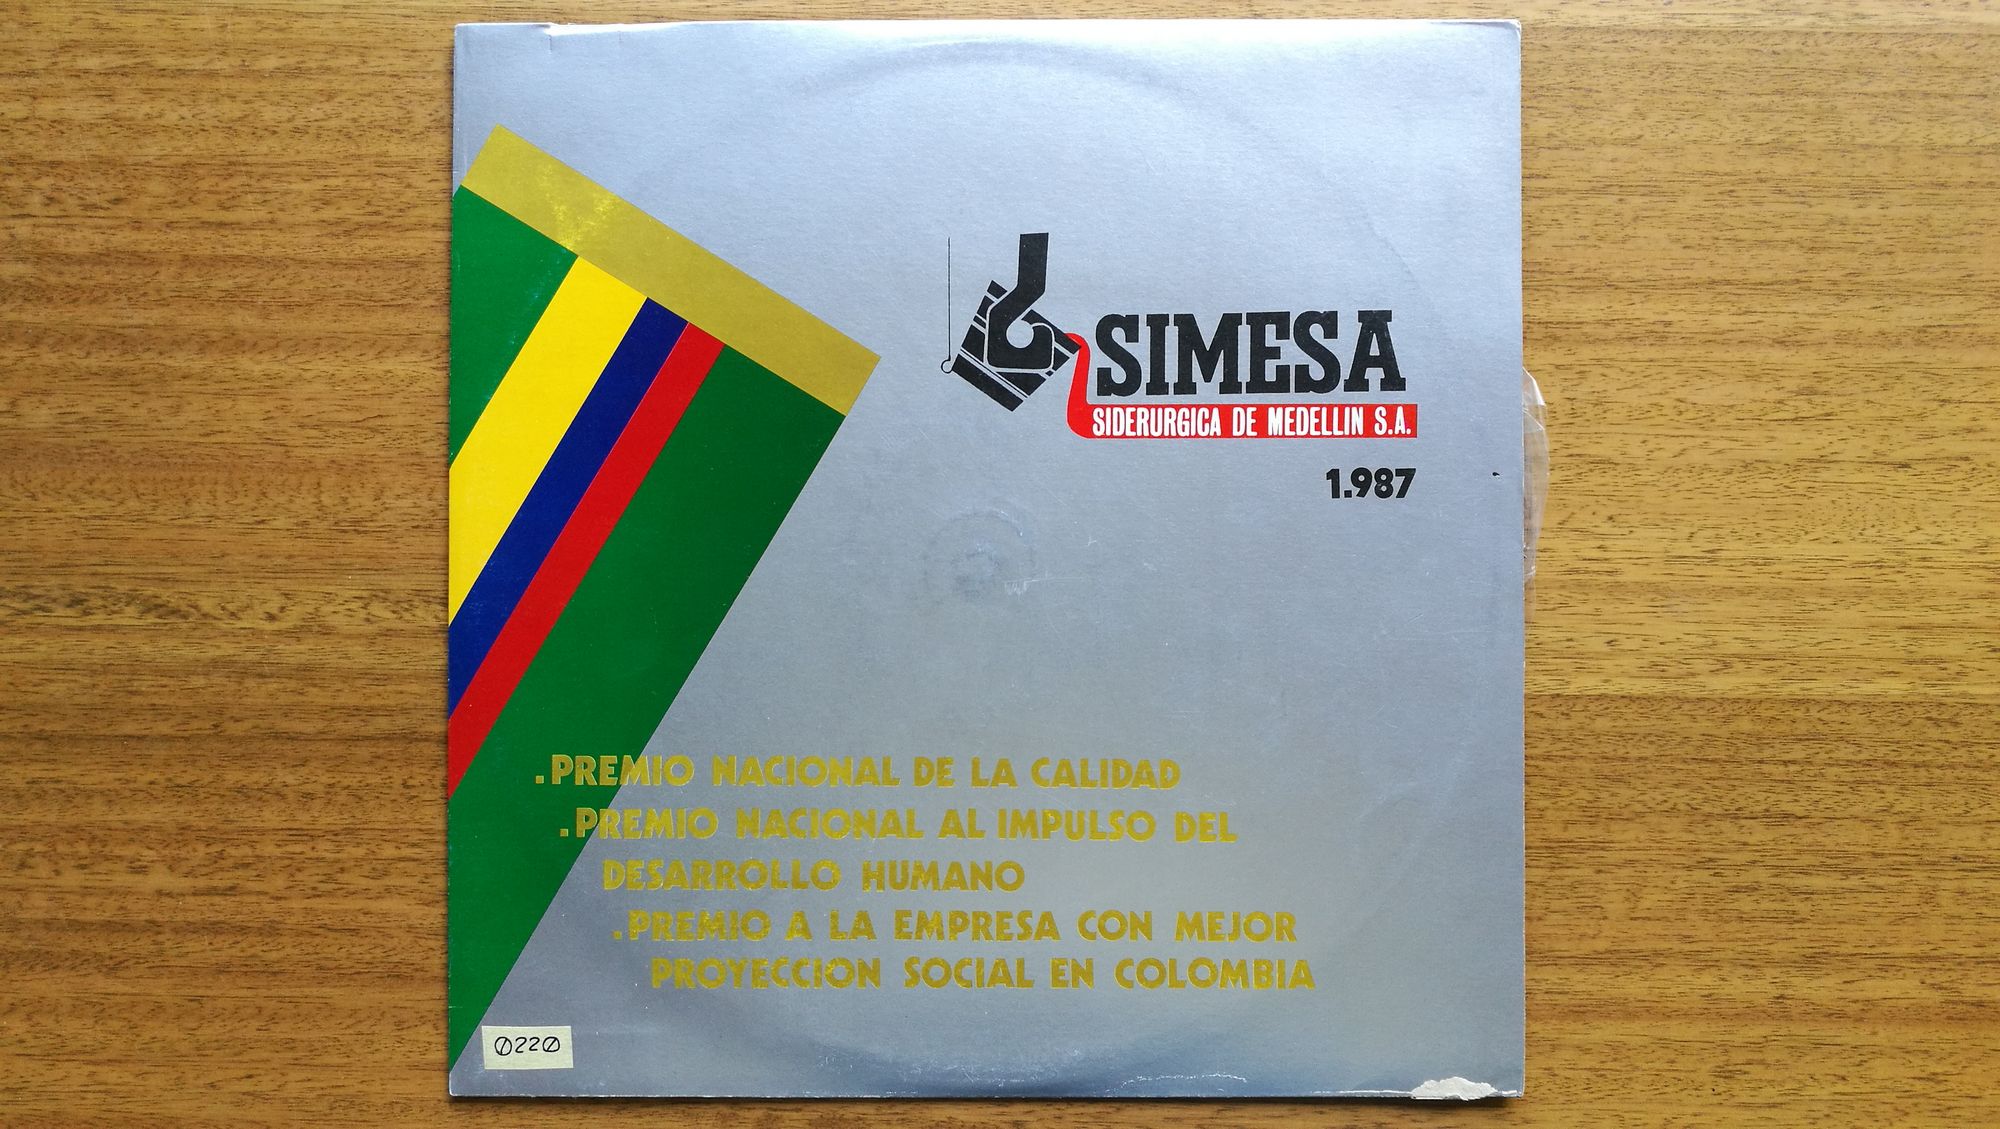 SIMESA
SIDERURGICA DE MEDELLIN S.A.
1.987
.PREMIO NACIONAL DE LA CALIDAD
.PREMIO NACIONAL AL IMPULSO DEL
DESARROLLO HUMANO
.PREMIO A LA EMPRESA CON MEJOR
PROYECCION SOCIAL EN COLOMBIA
0220